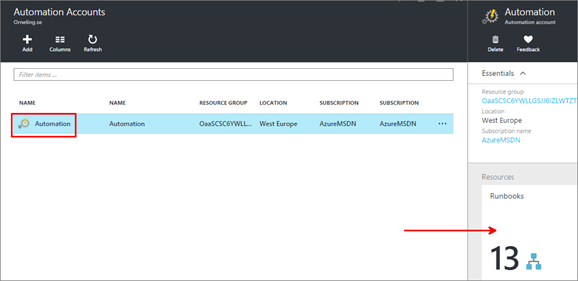 Automation Accounts
Orneling.se
Add
Columns
Refresh
Filter items ...
NAME NAME RESOURCE GROUP LOCATION SUBSCRIPTION SUBSCRIPTION
Automation Automation OaaSCSC6YWLL... West Europe AzureMSDN AzureMSDN ...
Automation
Automation account
Delete
Feedback
Essentials
Resource group
OaaSCSC6YWLLGSJJI6IZLWTZT
Location
West Europe
Subscription name
AzureMSDN
Resources
Runbooks
13